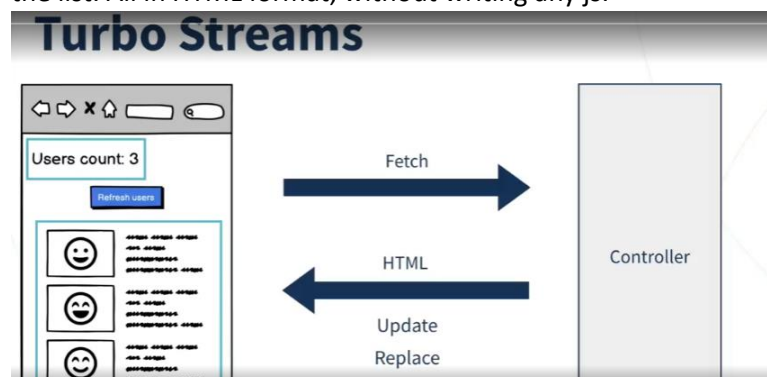 the list. All in HTML format, without writing any js.
Turbo Streams
Users count: 3
Refresh users
Fetch
HTML
Update
Replace
Controller